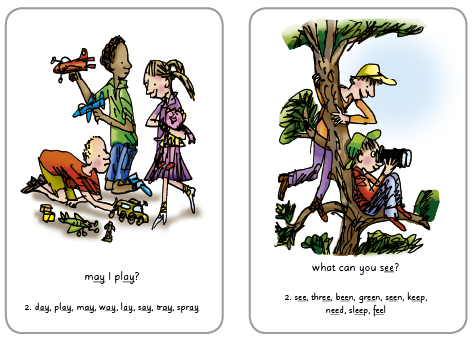 may I play?
2. day, play, may, way, lay, say, tray, spray
what can you see?
2. see, three, been, green, seen, keep,
need, sleep, feel